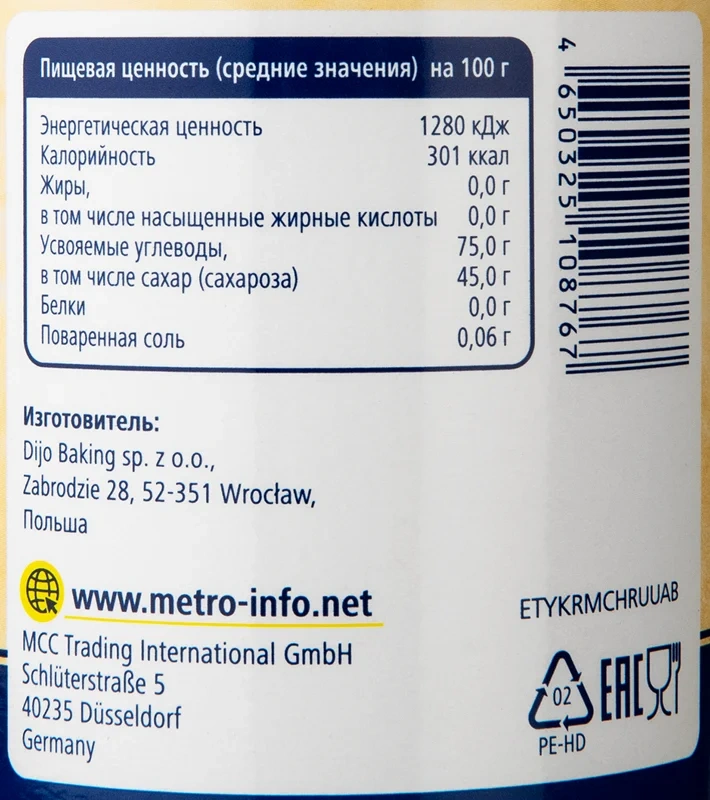 Пищевая ценность (средние значения) на 100 г
Энергетическая ценность 1280 кДж
Калорийность 301 ккал
Жиры, 0,0 г
в том числе насыщенные жирные кислоты 0,0 г
Усвояемые углеводы, 75,0 г
в том числе сахар (сахароза) 45,0 г
Белки 0,0 г
Поваренная соль 0,06 г
4 650325 108767
Изготовитель:
Dijo Baking sp. z o.o.,
Zabrodzie 28, 52-351 Wrocław,
Польша
www.metro-info.net
MCC Trading International GmbH
Schlüterstraße 5
40235 Düsseldorf
Germany
ETYKRMCHRUUAB
02
PE-HD
EAC